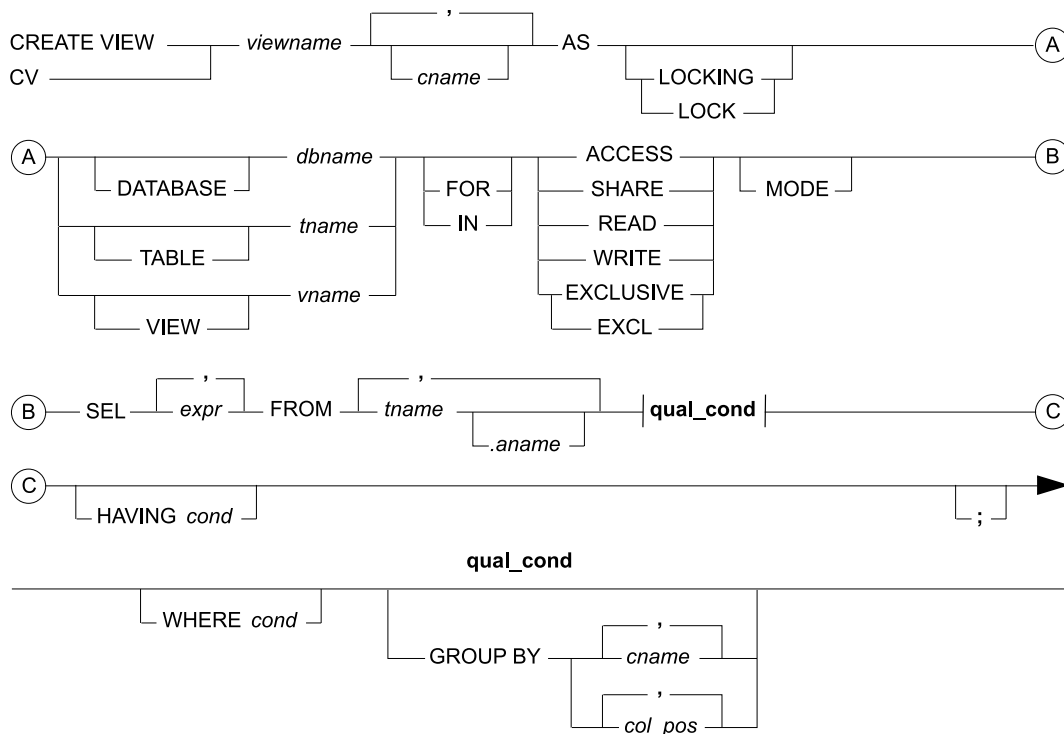 ,
CREATE VIEW viewname , AS A
CV cname LOCKING
LOCK
A dbname ACCESS B
DATABASE FOR SHARE MODE
tname IN READ
TABLE WRITE
vname EXCLUSIVE
VIEW EXCL
, ,
B SEL expr FROM tname qual_cond C
.aname
C
HAVING cond ;
qual_cond
WHERE cond ,
GROUP BY cname
,
col_pos